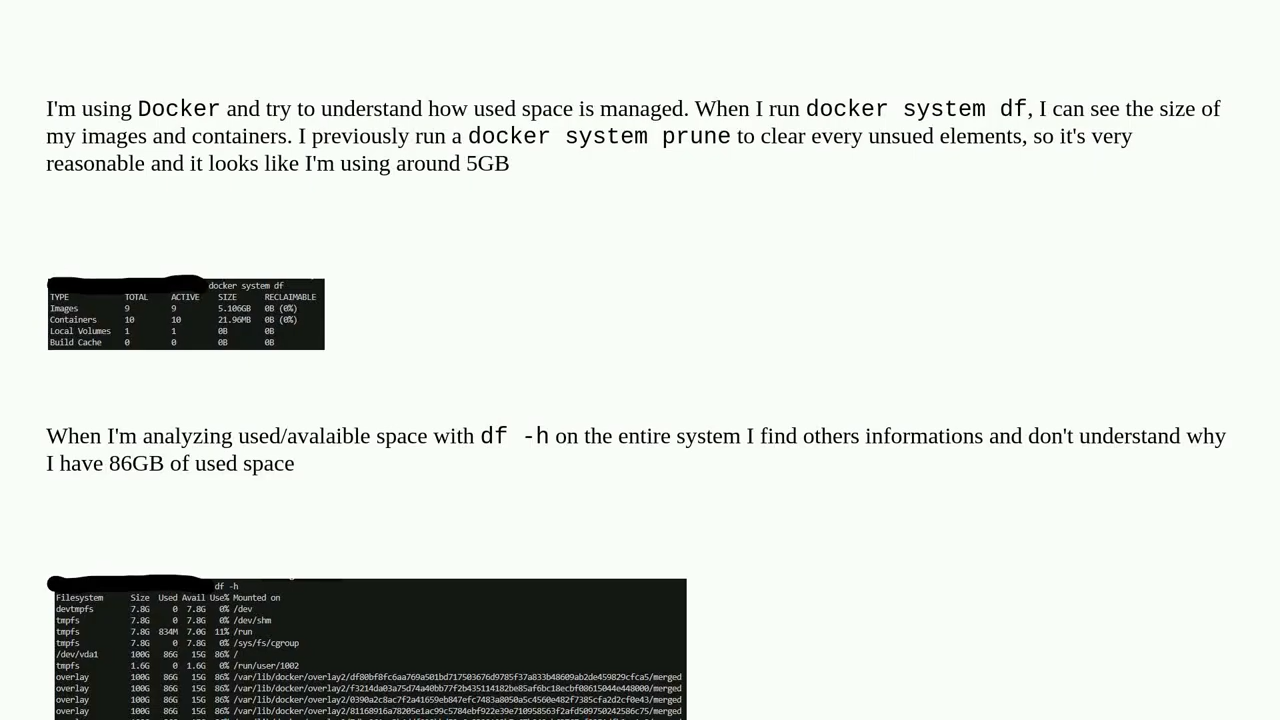 I'm using Docker and try to understand how used space is managed. When I run docker system df, I can see the size of
my images and containers. I previously run a docker system prune to clear every unsued elements, so it's very
reasonable and it looks like I'm using around 5GB
docker system df
TYPE TOTAL ACTIVE SIZE RECLAIMABLE
Images 9 9 5.106GB 0B (0%)
Containers 10 10 21.96MB 0B (0%)
Local Volumes 1 1 0B 0B
Build Cache 0 0 0B 0B
When I'm analyzing used/avalaible space with df -h on the entire system I find others informations and don't understand why
I have 86GB of used space
df -h
Filesystem Size Used Avail Use% Mounted on
devtmpfs 7.8G 0 7.8G 0% /dev
tmpfs 7.8G 0 7.8G 0% /dev/shm
tmpfs 7.8G 834M 7.0G 11% /run
tmpfs 7.8G 0 7.8G 0% /sys/fs/cgroup
/dev/vda1 100G 86G 15G 86% /
tmpfs 1.6G 0 1.6G 0% /run/user/1002
overlay 100G 86G 15G 86% /var/lib/docker/overlay2/df80bf8fc6aa769a501bd717503676d9785f37a833b48609ab2de459829cfca5/merged
overlay 100G 86G 15G 86% /var/lib/docker/overlay2/f3214da03a75d74a40bb77f2b435114182be85af6bc18ecbf08615044e448000/merged
overlay 100G 86G 15G 86% /var/lib/docker/overlay2/0390a2c8ac7f2a41659eb847efc7483a8050a5c4560e482f7385cfa2d2cf0e43/merged
overlay 100G 86G 15G 86% /var/lib/docker/overlay2/81168916a78205e1ac99c5784ebf922e39e710958563f2afd509750242586c75/merged